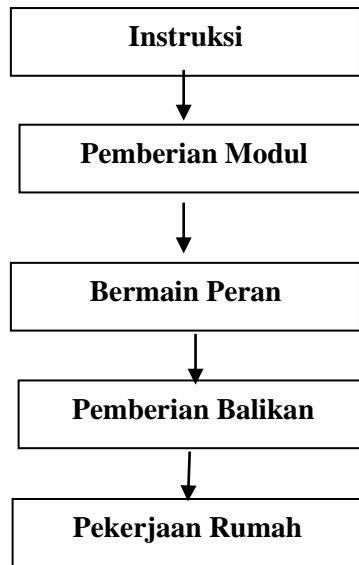 Instruksi
Pemberian Modul
Bermain Peran
Pemberian Balikan
Pekerjaan Rumah